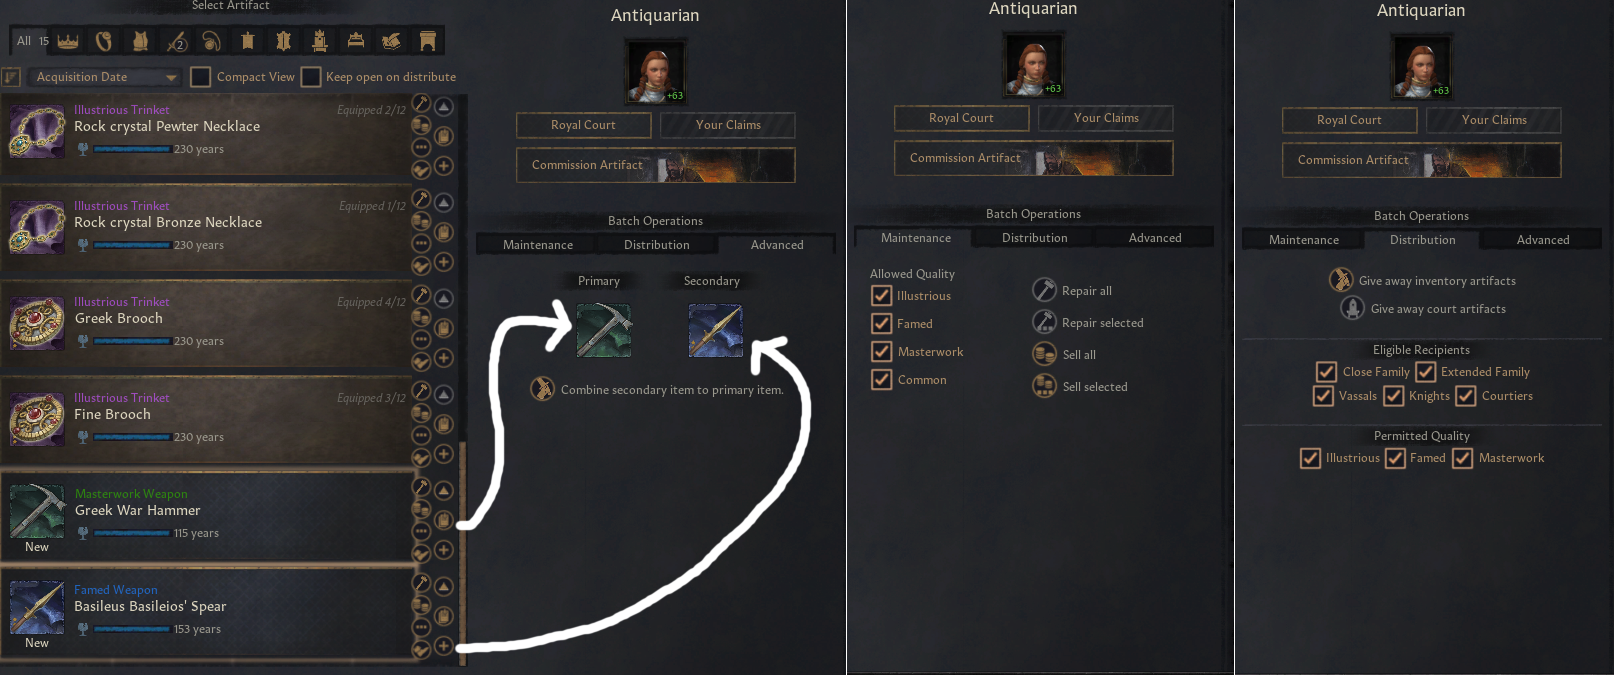 Select Artifact
All 15
2
Acquisition Date
Compact View
Keep open on distribute
Illustrious Trinket
Equipped 2/12
Rock crystal Pewter Necklace
230 years
Illustrious Trinket
Equipped 1/12
Rock crystal Bronze Necklace
230 years
Illustrious Trinket
Equipped 4/12
Greek Brooch
230 years
Illustrious Trinket
Equipped 3/12
Fine Brooch
230 years
Masterwork Weapon
Greek War Hammer
115 years
New
Famed Weapon
Basileus Basileios' Spear
153 years
New
Antiquarian
+63
Royal Court
Your Claims
Commission Artifact
Batch Operations
Maintenance
Distribution
Advanced
Primary
Secondary
Combine secondary item to primary item.
Antiquarian
+63
Royal Court
Your Claims
Commission Artifact
Batch Operations
Maintenance
Distribution
Advanced
Allowed Quality
Illustrious
Famed
Masterwork
Common
Repair all
Repair selected
Sell all
Sell selected
Antiquarian
+63
Royal Court
Your Claims
Commission Artifact
Batch Operations
Maintenance
Distribution
Advanced
Give away inventory artifacts
Give away court artifacts
Eligible Recipients
Close Family
Extended Family
Vassals
Knights
Courtiers
Permitted Quality
Illustrious
Famed
Masterwork